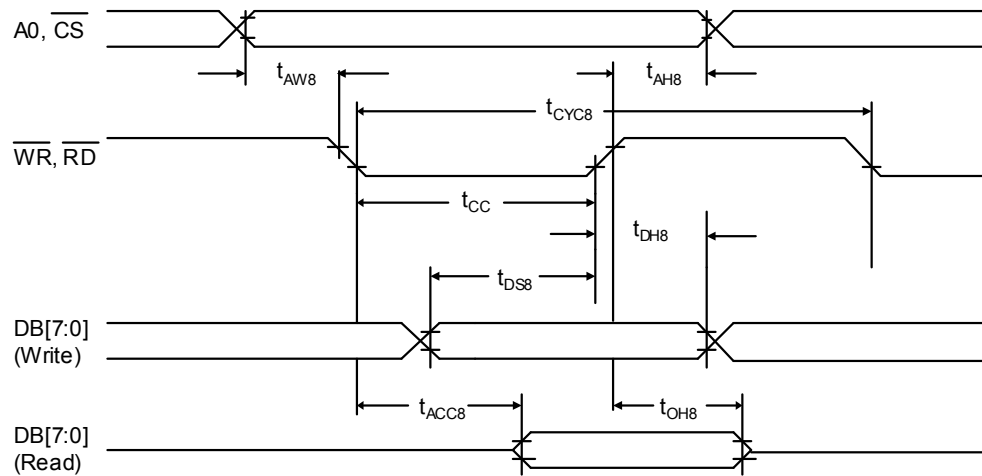 A0, CS
tAW8
tAH8
tCYC8
WR, RD
tCC
tDH8
tDS8
DB[7:0]
(Write)
tACC8
tOH8
DB[7:0]
(Read)